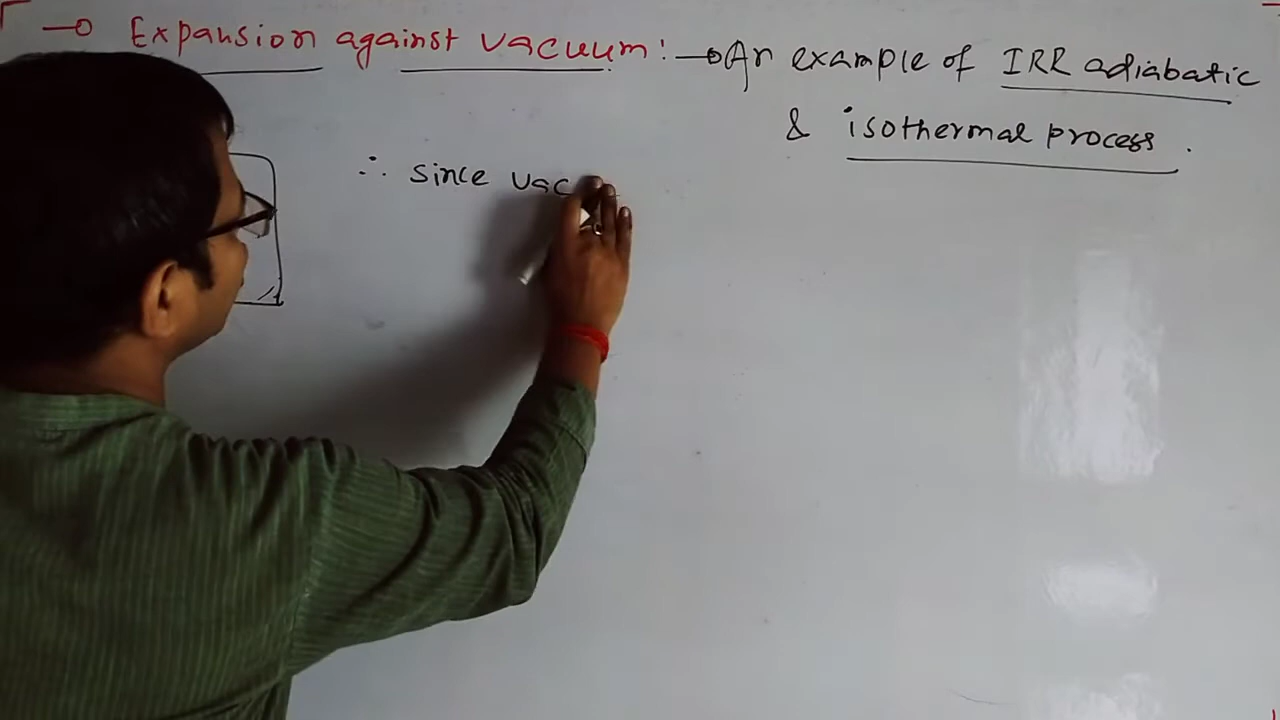 Expansion against vacuum: An example of IRR adiabatic
& isothermal process.
∴ since vac